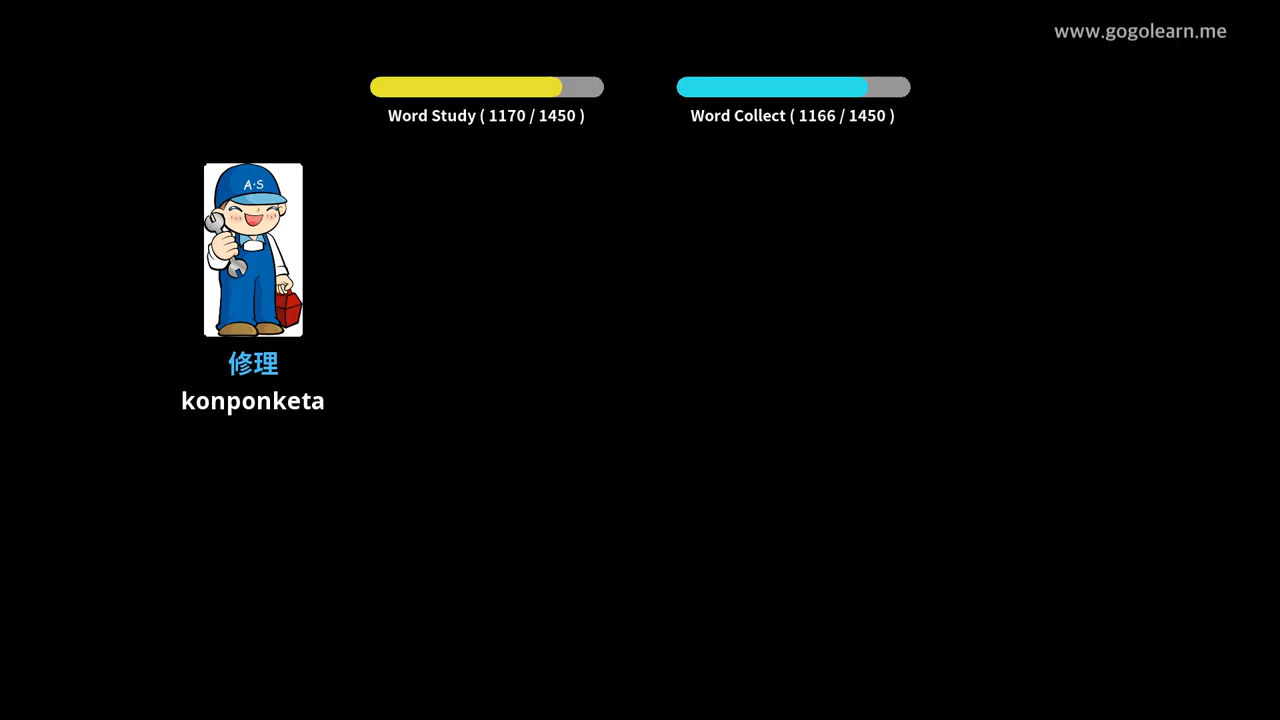 www.gogolearn.me
Word Study ( 1170 / 1450 )
Word Collect ( 1166 / 1450 )
A·S
修理
konponketa